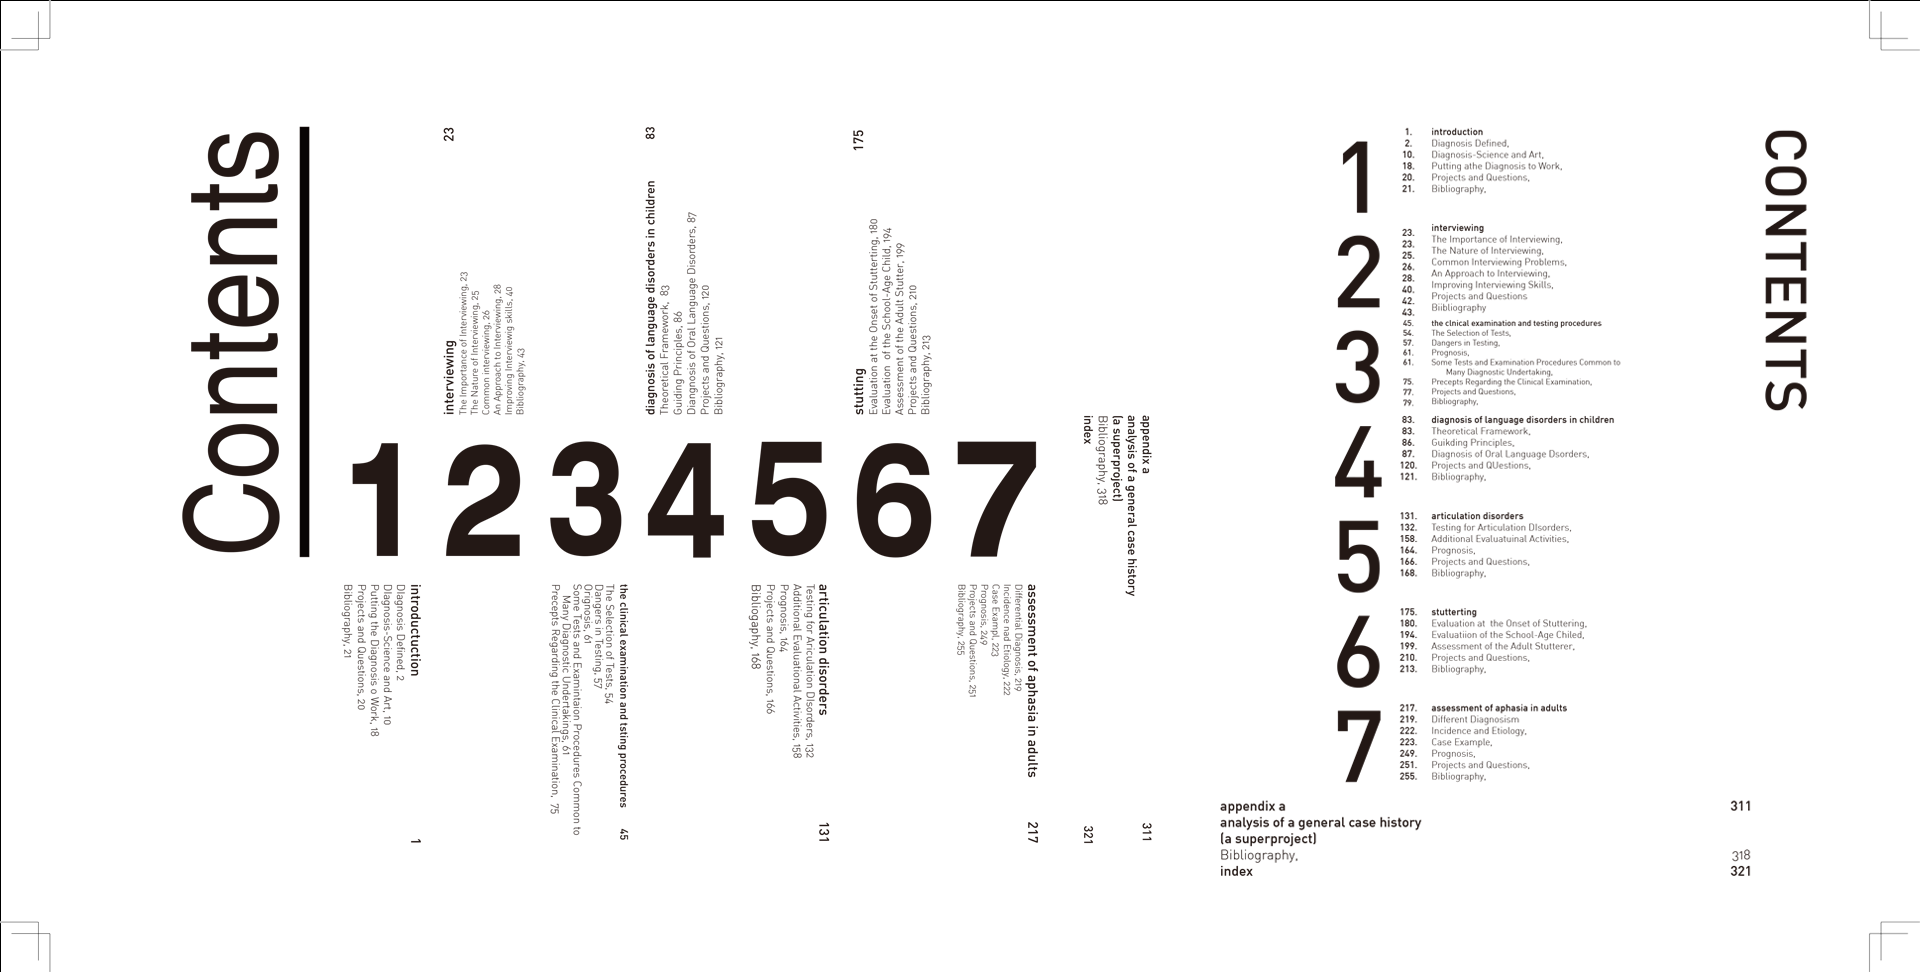 Contents
1
introductuction
DIagnosis Defined, 2
DIagnosis-Science and Art, 10
Putting the Diagnosis o Work, 18
Projects and Questions, 20
Bibliography, 21
1
2
interviewing
23
The Importance of Interviewing, 23
The Nature of Interviewing, 25
Common interviewing, 26
An Approach to Interviewing, 28
Improving Interviewig skills, 40
Bibliography, 43
3
the clinical examination and tsting procedures
45
The Selection of Tests, 54
Dangers in Testing, 57
Orignosis, 61
Some Tests and Examintaion Procedures Common to
Many Diagnostic Undertakings, 61
Precepts Regarding the Clinical Examination, 75
4
diagnosis of language disorders in children
83
Theoretical Framework, 83
Guiding Principles, 86
Diangnosis of Oral Language Disorders, 87
Projects and Questions, 120
Bibliography, 121
5
articulation disorders
131
Testing for Ariculation DIsorders, 132
Additional Evaluational Activities, 158
Prognosis, 164
Projects and Questions, 166
Bibliogaphy, 168
6
stutting
175
Evaluation at the Onset of Stutterting, 180
Evaluation of the School-Age Child, 194
Assessment of the Adult Stutter, 199
Projects and Questions, 210
Bibliography, 213
7
assessment of aphasia in adults
217
Differential Diagnosis, 219
Incidence nad Etiology, 222
Case Exampl, 223
Prognosis, 249
Projects and Questions, 251
Bibliography, 255
appendix a
311
analysis of a general case history
(a superproject)
Bibliography, 318
index
321
CONTENTS
1
1. introduction
2. Diagnosis Defined,
10. Diagnosis-Science and Art,
18. Putting athe Diagnosis to Work,
20. Projects and Questions,
21. Bibliography,
2
23. interviewing
23. The Importance of Interviewing,
25. The Nature of Interviewing,
26. Common Interviewing Problems,
28. An Approach to Interviewing,
40. Improving Interviewing Skills,
42. Projects and Questions
43. Biibliography
3
45. the clnical examination and testing procedures
54. The Selection of Tests,
57. Dangers in Testing,
61. Prognosis,
61. Some Tests and Examination Procedures Common to
Many Diagnostic Undertaking,
75. Precepts Regarding the Clinical Examination,
77. Projects and Questions,
79. Bibliography,
4
83. diagnosis of language disorders in children
83. Theoretical Framework,
86. Guikding Principles,
87. Diagnosis of Oral Language Dsorders,
120. Projects and QUestions,
121. Bibliography,
5
131. articulation disorders
132. Testing for Articulation DIsorders,
158. Additional Evaluatuinal Activities,
164. Prognosis,
166. Projects and Questions,
168. Bibliography,
6
175. stutterting
180. Evaluation at the Onset of Stuttering,
194. Evaluatiion of the School-Age Chiled,
199. Assessment of the Adult Stutterer,
210. Projects and Questions,
213. Bibliography,
7
217. assessment of aphasia in adults
219. Different Diagnosism
222. Incidence and Etiology,
223. Case Example,
249. Prognosis,
251. Projects and Questions,
255. Bibliography,
appendix a 311
analysis of a general case history
(a superproject)
Bibliography, 318
index 321